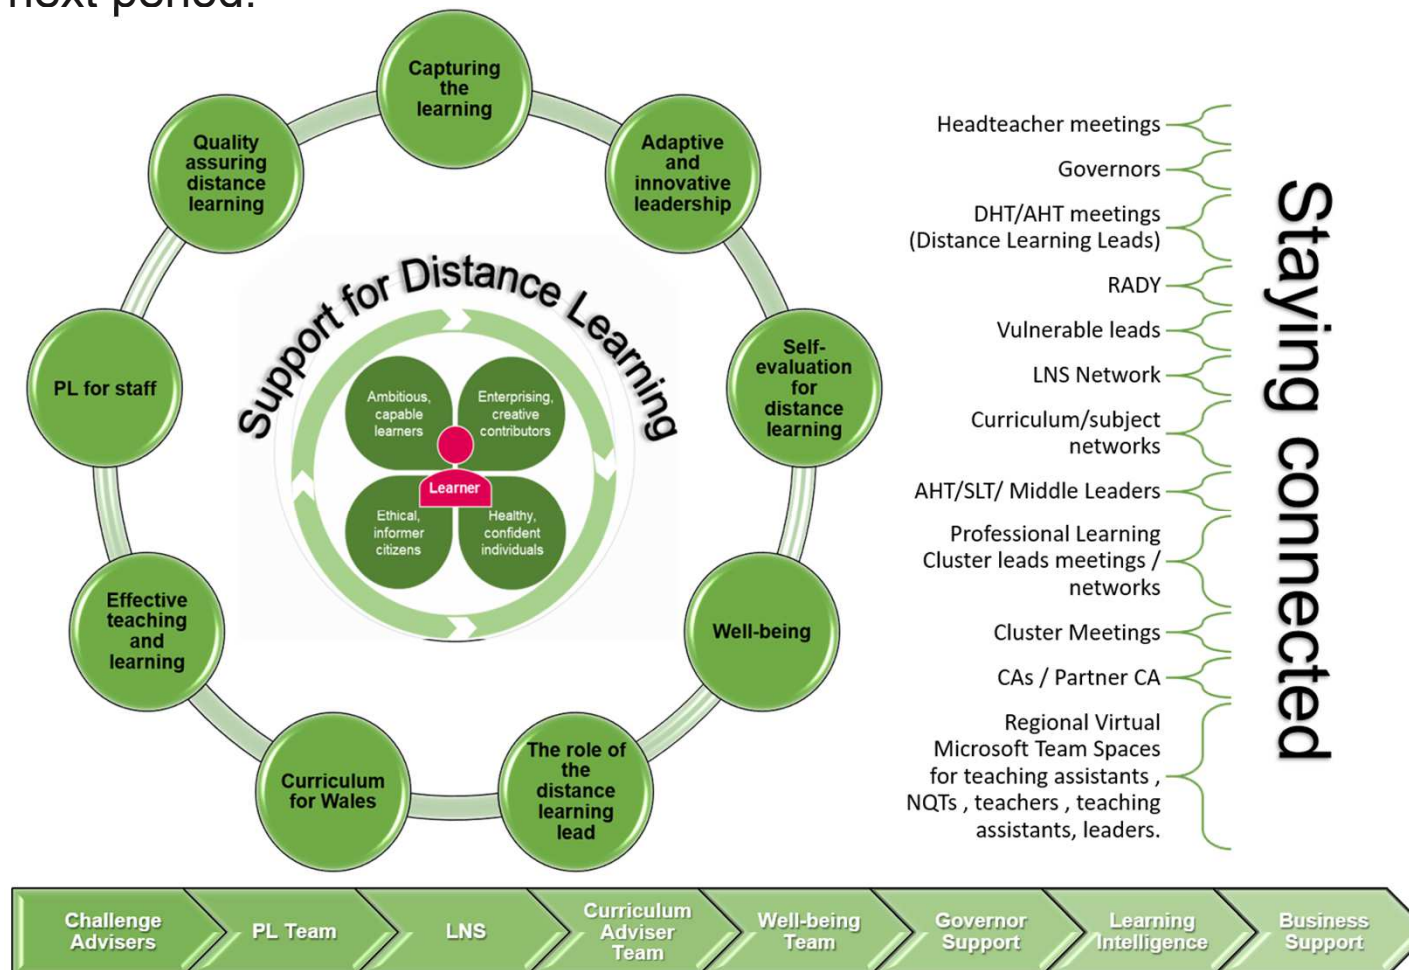 next period.
Capturing
the
learning
Adaptive
and
innovative
leadership
Self-
evaluation
for
distance
learning
Well-being
The role of
the
distance
learning
lead
Curriculum
for Wales
Effective
teaching
and
learning
PL for staff
Quality
assuring
distance
learning
Support for Distance Learning
Ambitious,
capable
learners
Enterprising,
creative
contributors
Learner
Ethical,
informer
citizens
Healthy,
confident
individuals
Headteacher meetings
Governors
DHT/AHT meetings
(Distance Learning Leads)
RADY
Vulnerable leads
LNS Network
Curriculum/subject
networks
AHT/SLT/ Middle Leaders
Professional Learning
Cluster leads meetings /
networks
Cluster Meetings
CAs / Partner CA
Regional Virtual
Microsoft Team Spaces
for teaching assistants ,
NQTs , teachers , teaching
assistants, leaders.
Staying connected
Challenge
Advisers
PL Team
LNS
Curriculum
Adviser
Team
Well-being
Team
Governor
Support
Learning
Intelligence
Business
Support